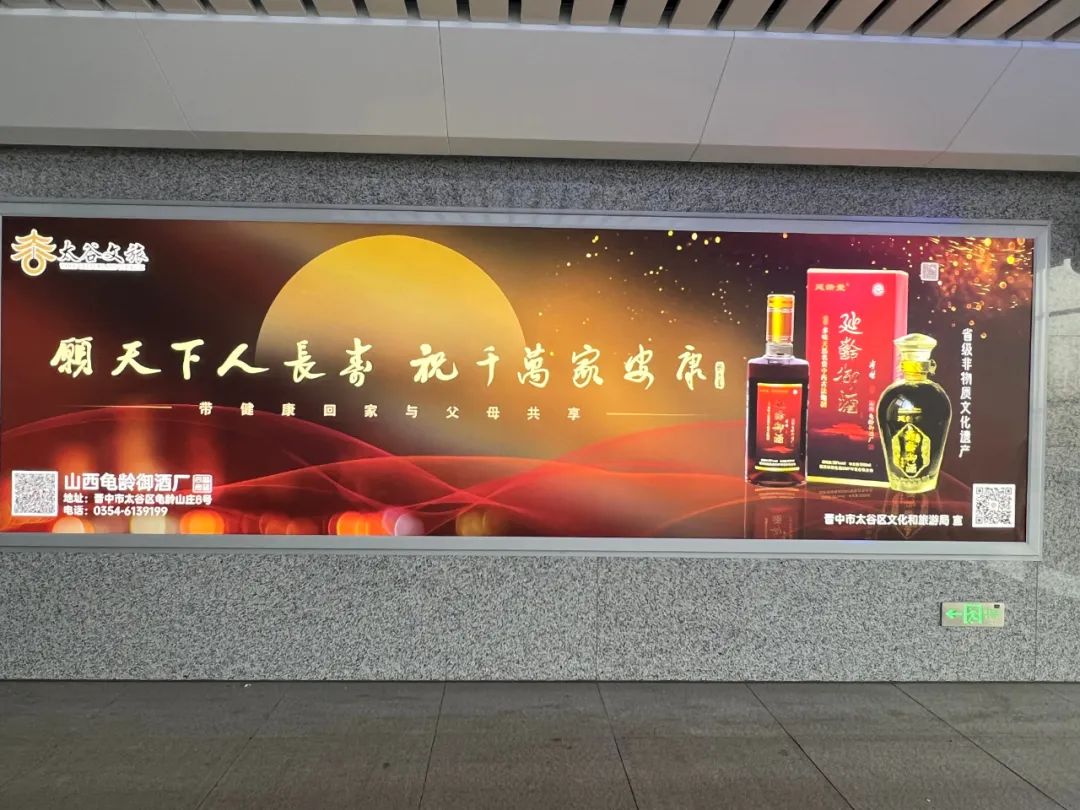 太谷文旅
願天下人長壽 祝千萬家安康
带健康回家与父母共享
山西龟龄御酒厂
地址：晋中市太谷区龟龄山庄8号
电话：0354-6139199
延龄御酒
延龄御酒
省级非物质文化遗产
晋中市太谷区文化和旅游局 宣